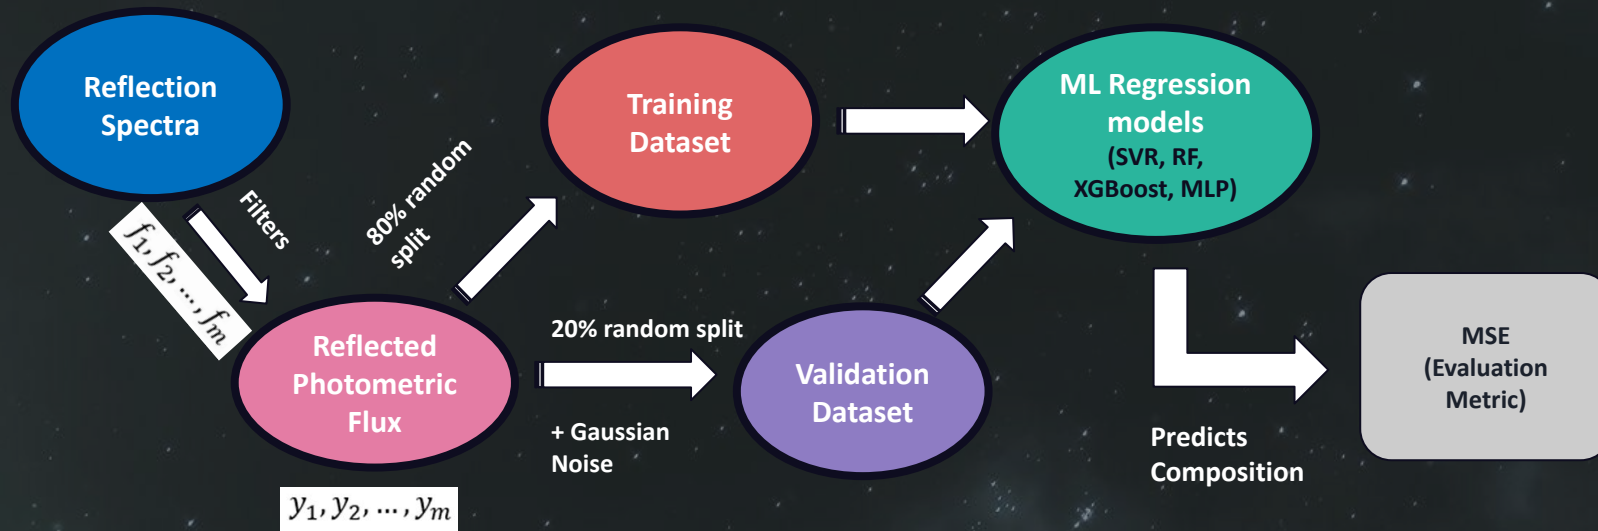 Reflection
Spectra
Filters
f₁, f₂, ..., fₘ
Reflected
Photometric
Flux
y₁, y₂, ..., yₘ
80% random
split
Training
Dataset
20% random split
+ Gaussian
Noise
Validation
Dataset
ML Regression
models
(SVR, RF,
XGBoost, MLP)
Predicts
Composition
MSE
(Evaluation
Metric)